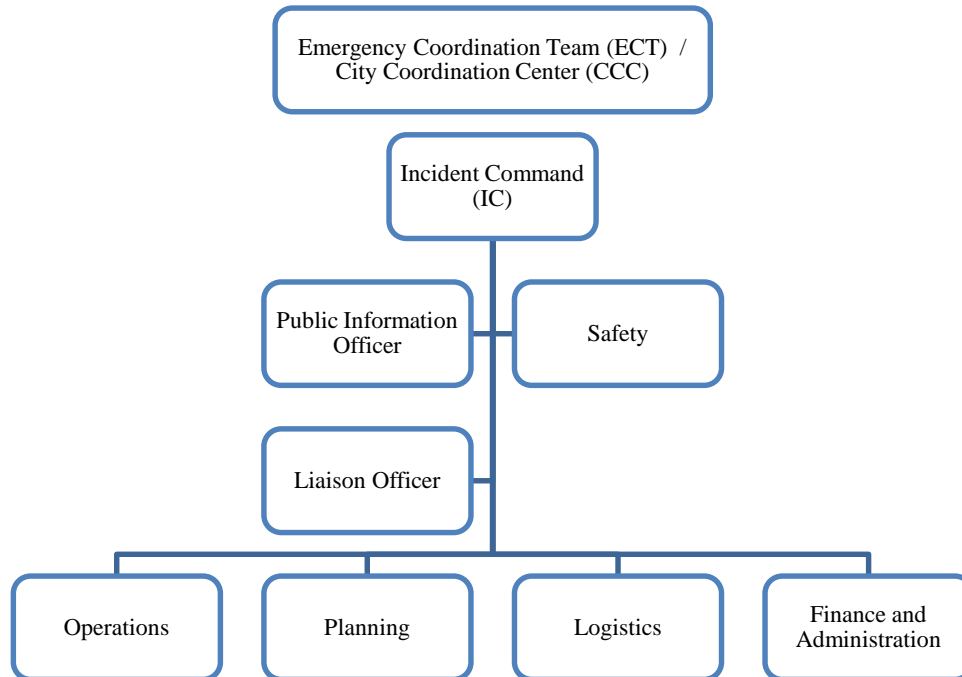 Emergency Coordination Team (ECT)  /
City Coordination Center (CCC)
Incident Command
(IC)
Public Information
Officer
Safety
Liaison Officer
Operations
Planning
Logistics
Finance and
Administration